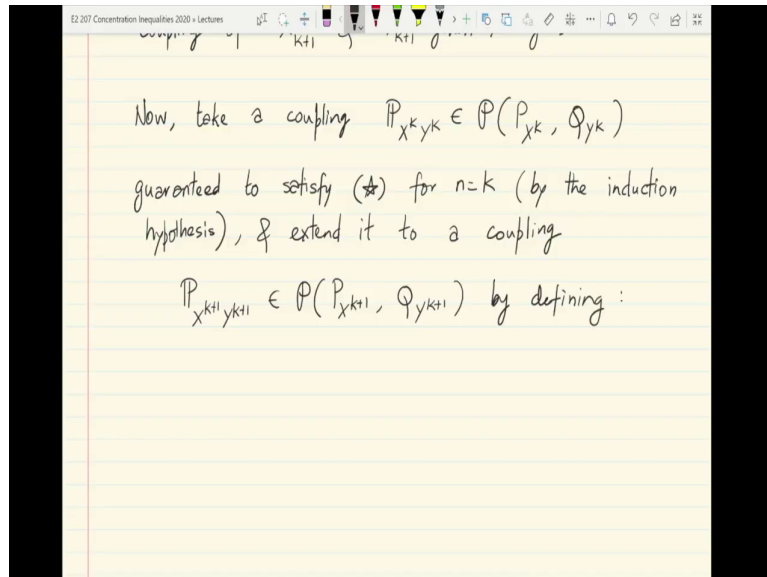 E2 207 Concentration Inequalities 2020 » Lectures
Now, take a coupling ℙ_{X^k Y^k} ∈ 𝒫(P_{X^k}, Q_{Y^k})
guaranteed to satisfy (☆) for n=k (by the induction
hypothesis), & extend it to a coupling
ℙ_{X^{k+1} Y^{k+1}} ∈ 𝒫(P_{X^{k+1}}, Q_{Y^{k+1}}) by defining :